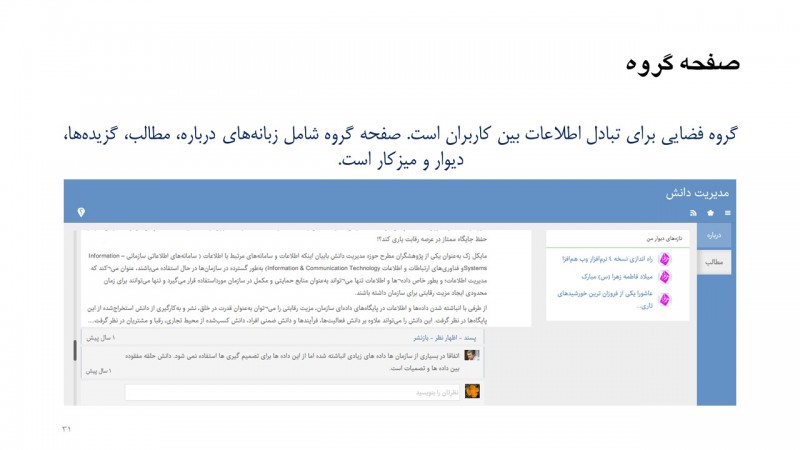 صفحه گروه
گروه فضایی برای تبادل اطلاعات بین کاربران است. صفحه گروه شامل زبانه‌های درباره، مطالب، گزیده‌ها،
دیوار و میزکار است.
مدیریت دانش
درباره
مطالب
تازه‌های دیوار من
راه اندازی نسخه ۶ نرم‌افزار وب هم‌افزا
میلاد فاطمه زهرا (س) مبارک
عاشورا یکی از فروزان ترین خورشیدهای
تاری...
حفظ جایگاه ممتاز در عرصه رقابت یاری کند؟!
مایکل زک به‌عنوان یکی از پژوهشگران مطرح حوزه مدیریت دانش بابیان اینکه اطلاعات و سامانه‌های مرتبط با اطلاعات ( سامانه‌های اطلاعاتی سازمانی – Information
Systems و فناوری‌های ارتباطات و اطلاعات Information & Communication Technology) به‌طور گسترده در سازمان‌ها در حال استفاده می‌باشند، عنوان می¬کند که
مدیریت اطلاعات؛ و بطور خاص داده¬ها و اطلاعات تنها می¬تواند به‌عنوان منابع حمایتی و مکمل در سازمان مورداستفاده قرار می‌گیرد و تنها می‌توانند برای زمان
محدودی ایجاد مزیت رقابتی برای سازمان داشته باشند.
از طرفی با انباشته شدن داده‌ها و اطلاعات در پایگاه‌های داده‌ای سازمان، مزیت رقابتی را می¬توان به‌عنوان قدرت در خلق، نشر و به‌کارگیری از دانش استخراج‌شده از این
پایگاه‌ها در نظر گرفت. این دانش را می‌تواند علاوه بر دانش فعالیت‌ها، فرآیندها و دانش ضمنی افراد، دانش کسب‌شده از محیط تجاری، رقبا و مشتریان در نظر گرفت....
پسند - اظهار نظر - بازنشر
۱ سال پیش
اتفاقا در بسیاری از سازمان ها داده های زیادی انباشته شده اما از این داده ها برای تصمیم گیری ها استفاده نمی شود. دانش حلقه مفقوده
بین داده ها و تصمیمات است.
۱ سال پیش
نظرتان را بنویسید
۳۱